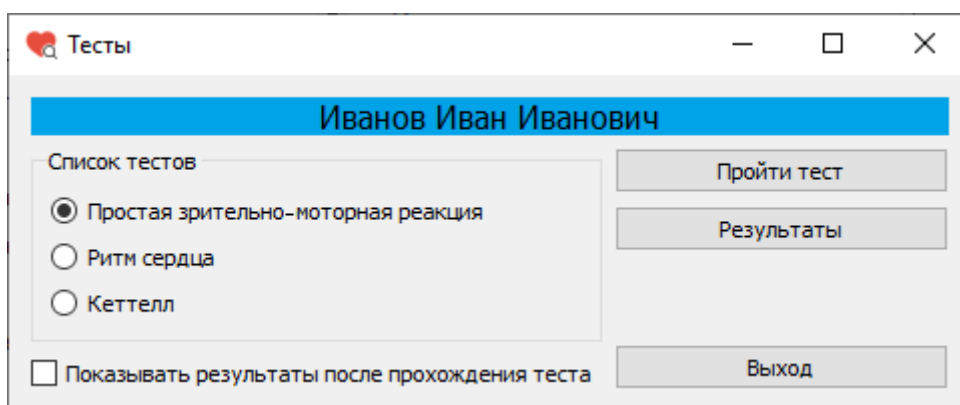 Тесты
Иванов Иван Иванович
Список тестов
Простая зрительно-моторная реакция
Ритм сердца
Кеттелл
Показывать результаты после прохождения теста
Пройти тест
Результаты
Выход